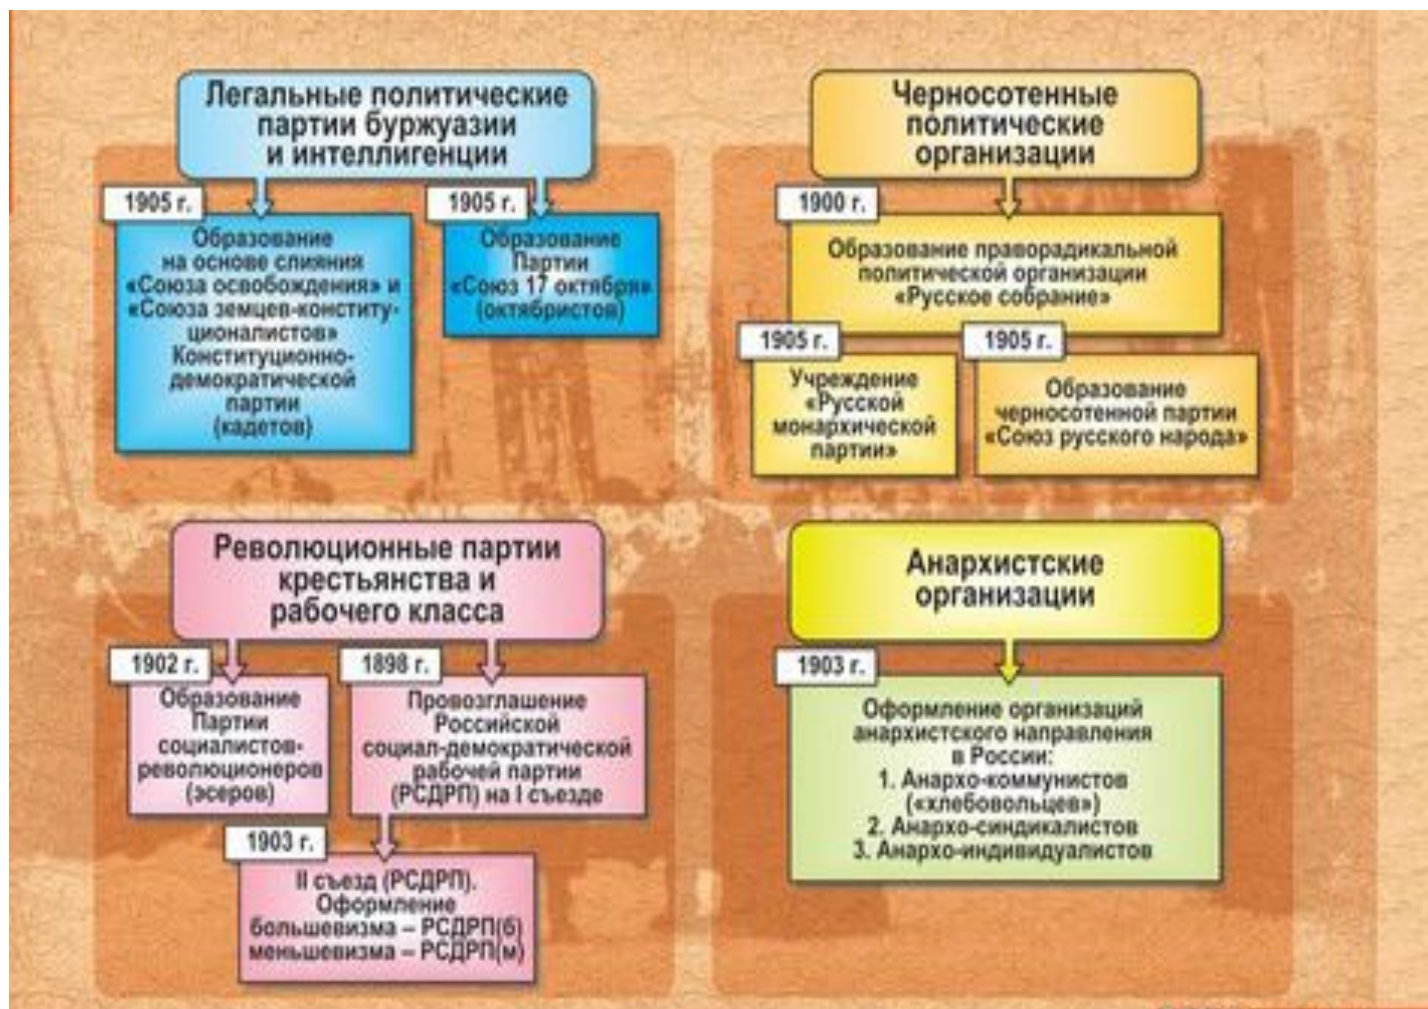 Легальные политические
партии буржуазии
и интеллигенции
1905 г.
Образование
на основе слияния
«Союза освобождения» и
«Союза земцев-конститу-
ционалистов»
Конституционно-
демократической
партии
(кадетов)
1905 г.
Образование
Партии
«Союз 17 октября»
(октябристов)
Черносотенные
политические
организации
1900 г.
Образование праворадикальной
политической организации
«Русское собрание»
1905 г.
Учреждение
«Русской
монархической
партии»
1905 г.
Образование
черносотенной партии
«Союз русского народа»
Революционные партии
крестьянства и
рабочего класса
1902 г.
Образование
Партии
социалистов-
революционеров
(эсеров)
1898 г.
Провозглашение
Российской
социал-демократической
рабочей партии
(РСДРП) на I съезде
1903 г.
II съезд (РСДРП).
Оформление
большевизма – РСДРП(б)
меньшевизма – РСДРП(м)
Анархистские
организации
1903 г.
Оформление организаций
анархистского направления
в России:
1. Анархо-коммунистов
(«хлебовольцев»)
2. Анархо-синдикалистов
3. Анархо-индивидуалистов